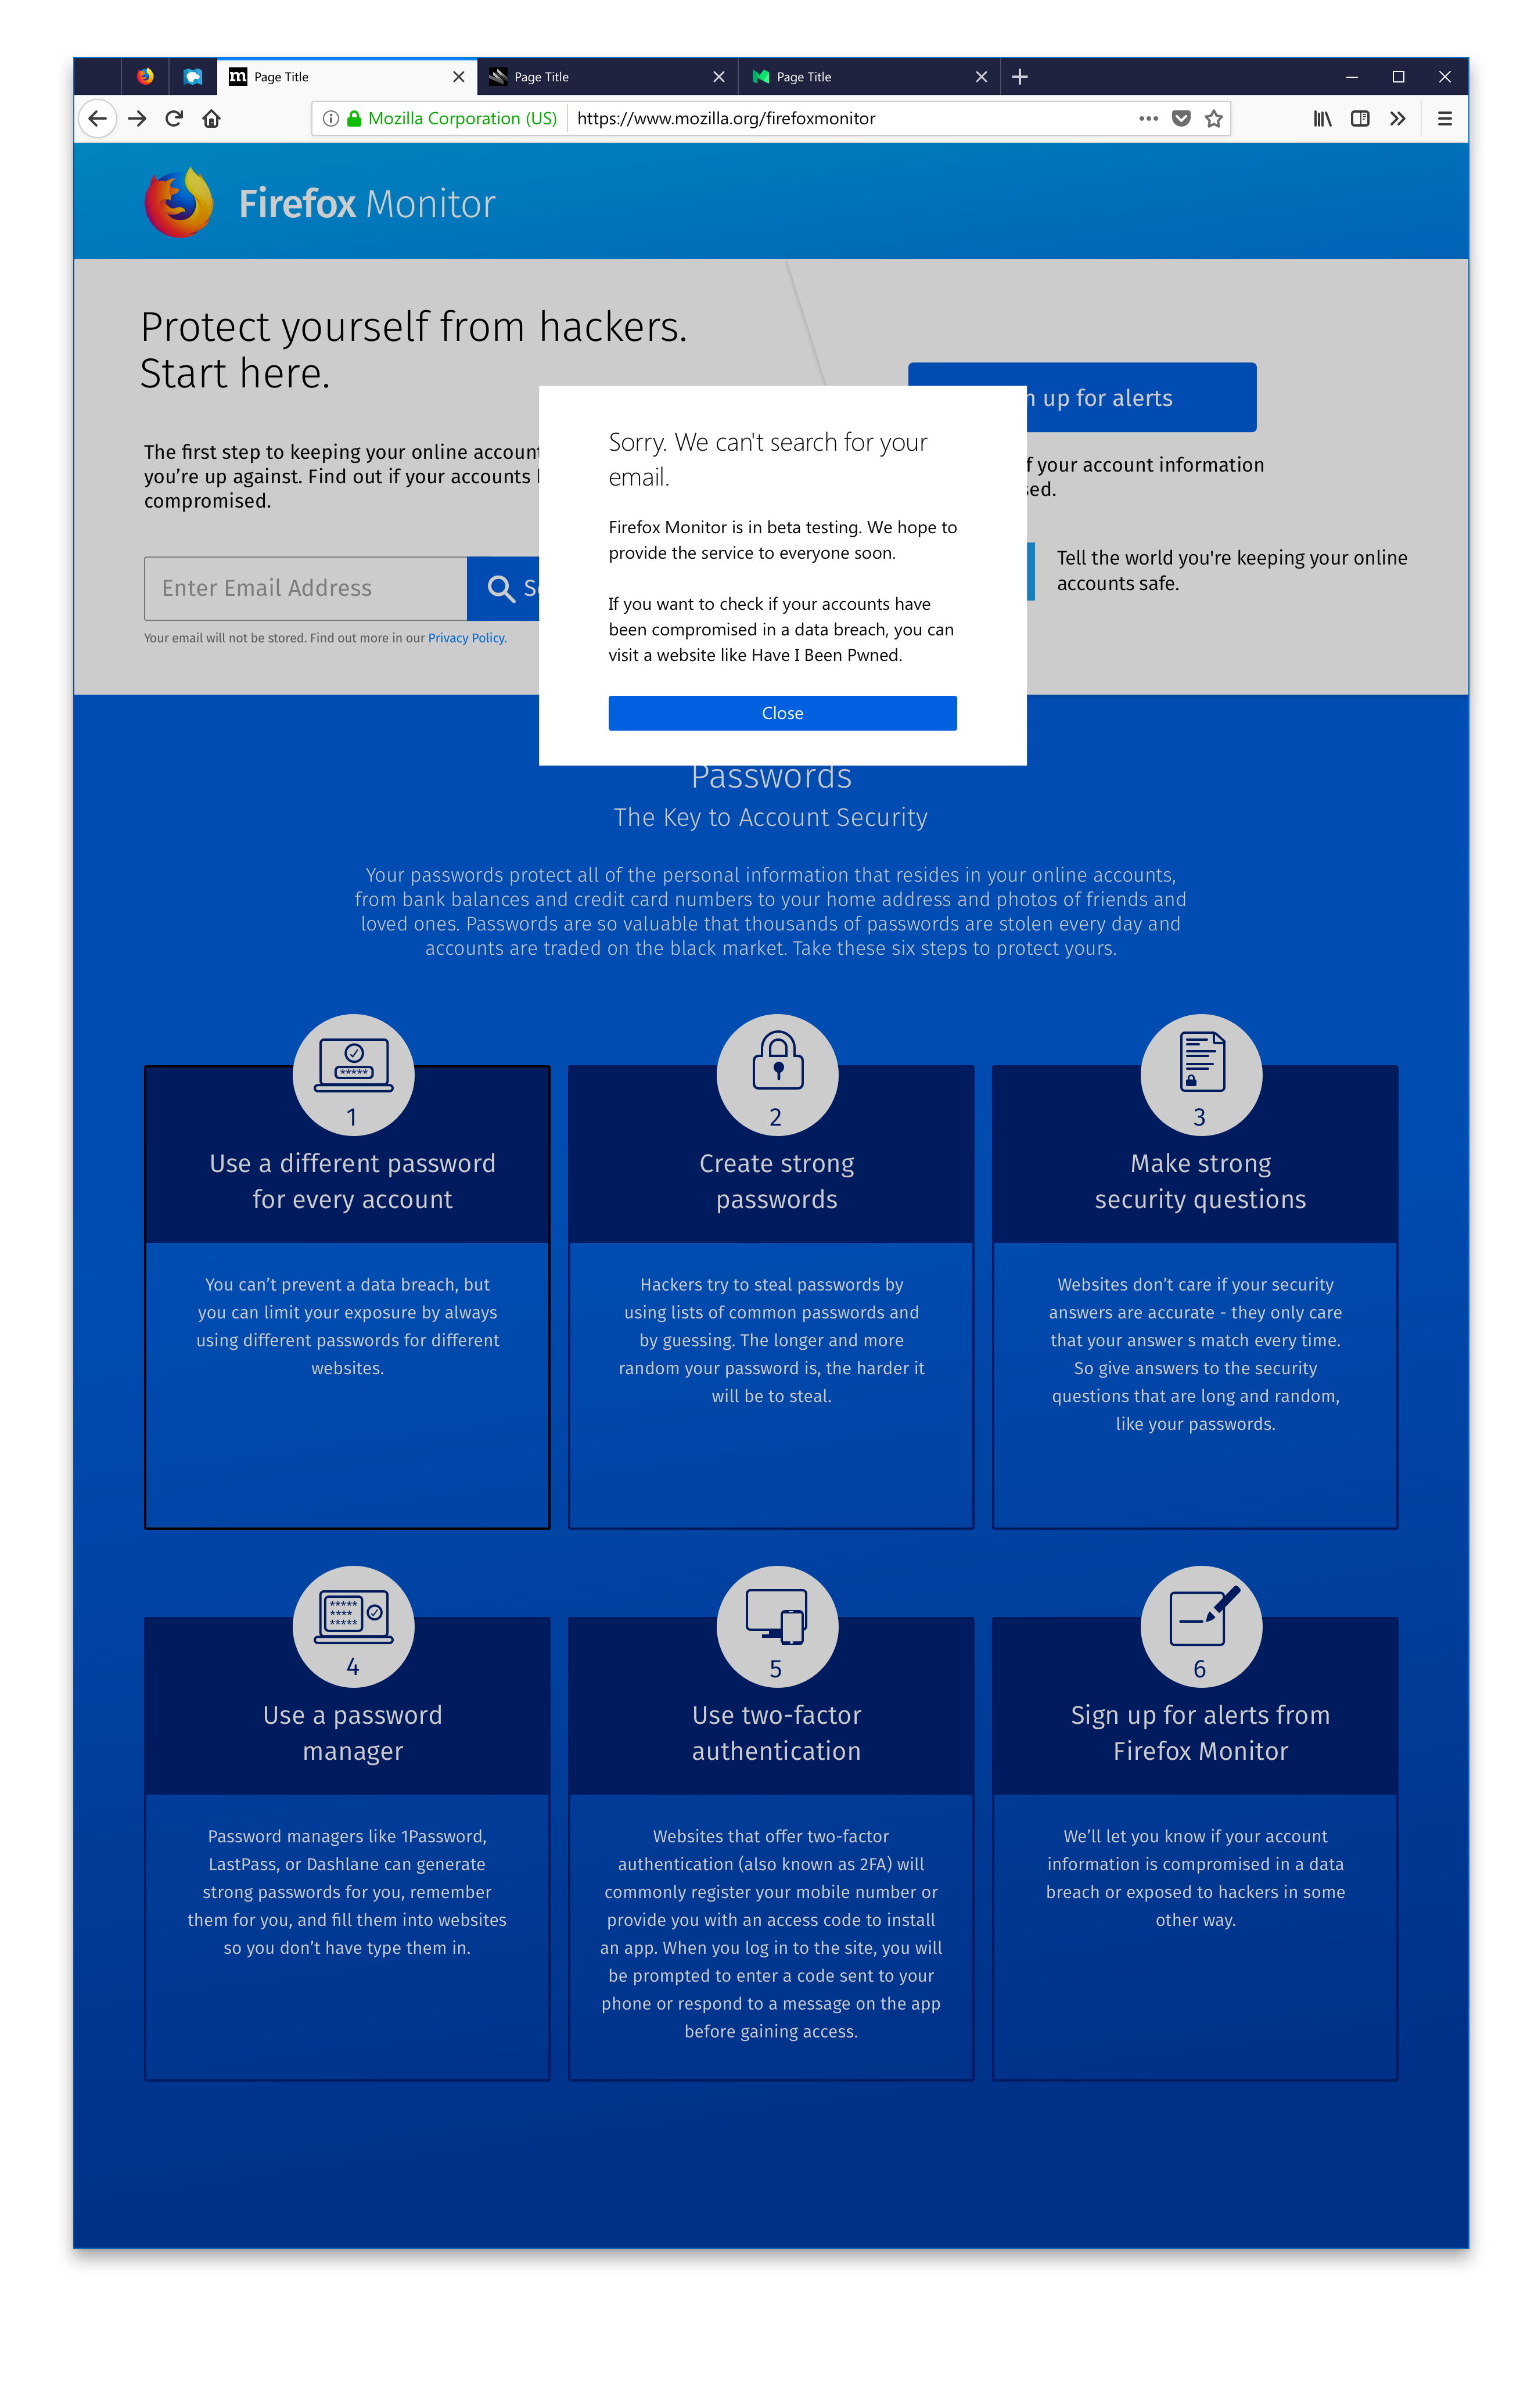 Page Title
Page Title
Page Title
Mozilla Corporation (US)
https://www.mozilla.org/firefoxmonitor
Firefox Monitor
Protect yourself from hackers.
Start here.
The first step to keeping your online
you’re up against. Find out if your accounts
compromised.
Enter Email Address
Your email will not be stored. Find out more in our Privacy Policy.
up for alerts
your account information
Tell the world you're keeping your online
accounts safe.
Sorry. We can't search for your
email.
Firefox Monitor is in beta testing. We hope to
provide the service to everyone soon.
If you want to check if your accounts have
been compromised in a data breach, you can
visit a website like Have I Been Pwned.
Close
Passwords
The Key to Account Security
Your passwords protect all of the personal information that resides in your online accounts,
from bank balances and credit card numbers to your home address and photos of friends and
loved ones. Passwords are so valuable that thousands of passwords are stolen every day and
accounts are traded on the black market. Take these six steps to protect yours.
1
Use a different password
for every account
You can’t prevent a data breach, but
you can limit your exposure by always
using different passwords for different
websites.
2
Create strong
passwords
Hackers try to steal passwords by
using lists of common passwords and
by guessing. The longer and more
random your password is, the harder it
will be to steal.
3
Make strong
security questions
Websites don’t care if your security
answers are accurate - they only care
that your answer s match every time.
So give answers to the security
questions that are long and random,
like your passwords.
4
Use a password
manager
Password managers like 1Password,
LastPass, or Dashlane can generate
strong passwords for you, remember
them for you, and fill them into websites
so you don’t have type them in.
5
Use two-factor
authentication
Websites that offer two-factor
authentication (also known as 2FA) will
commonly register your mobile number or
provide you with an access code to install
an app. When you log in to the site, you will
be prompted to enter a code sent to your
phone or respond to a message on the app
before gaining access.
6
Sign up for alerts from
Firefox Monitor
We’ll let you know if your account
information is compromised in a data
breach or exposed to hackers in some
other way.